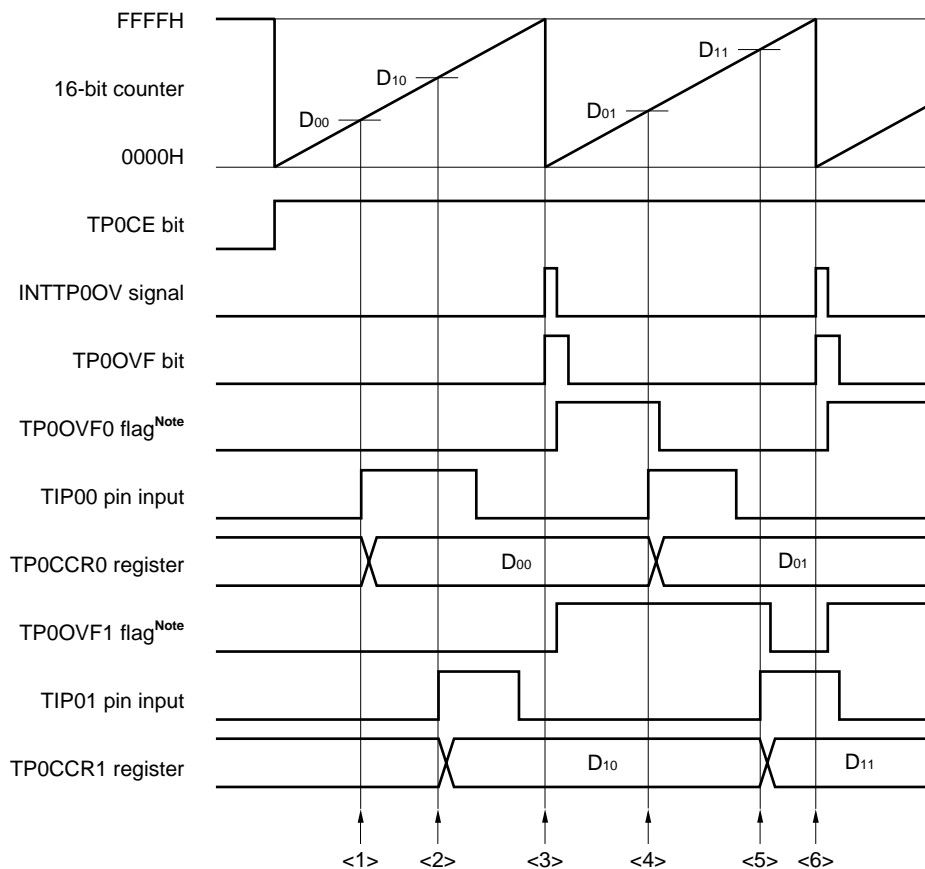 FFFFH
D11
D10
16-bit counter
D01
D00
0000H
TP0CE bit
INTTP0OV signal
TP0OVF bit
TP0OVF0 flagNote
TIP00 pin input
TP0CCR0 register D00 D01
TP0OVF1 flagNote
TIP01 pin input
TP0CCR1 register D10 D11
<1> <2> <3> <4> <5> <6>